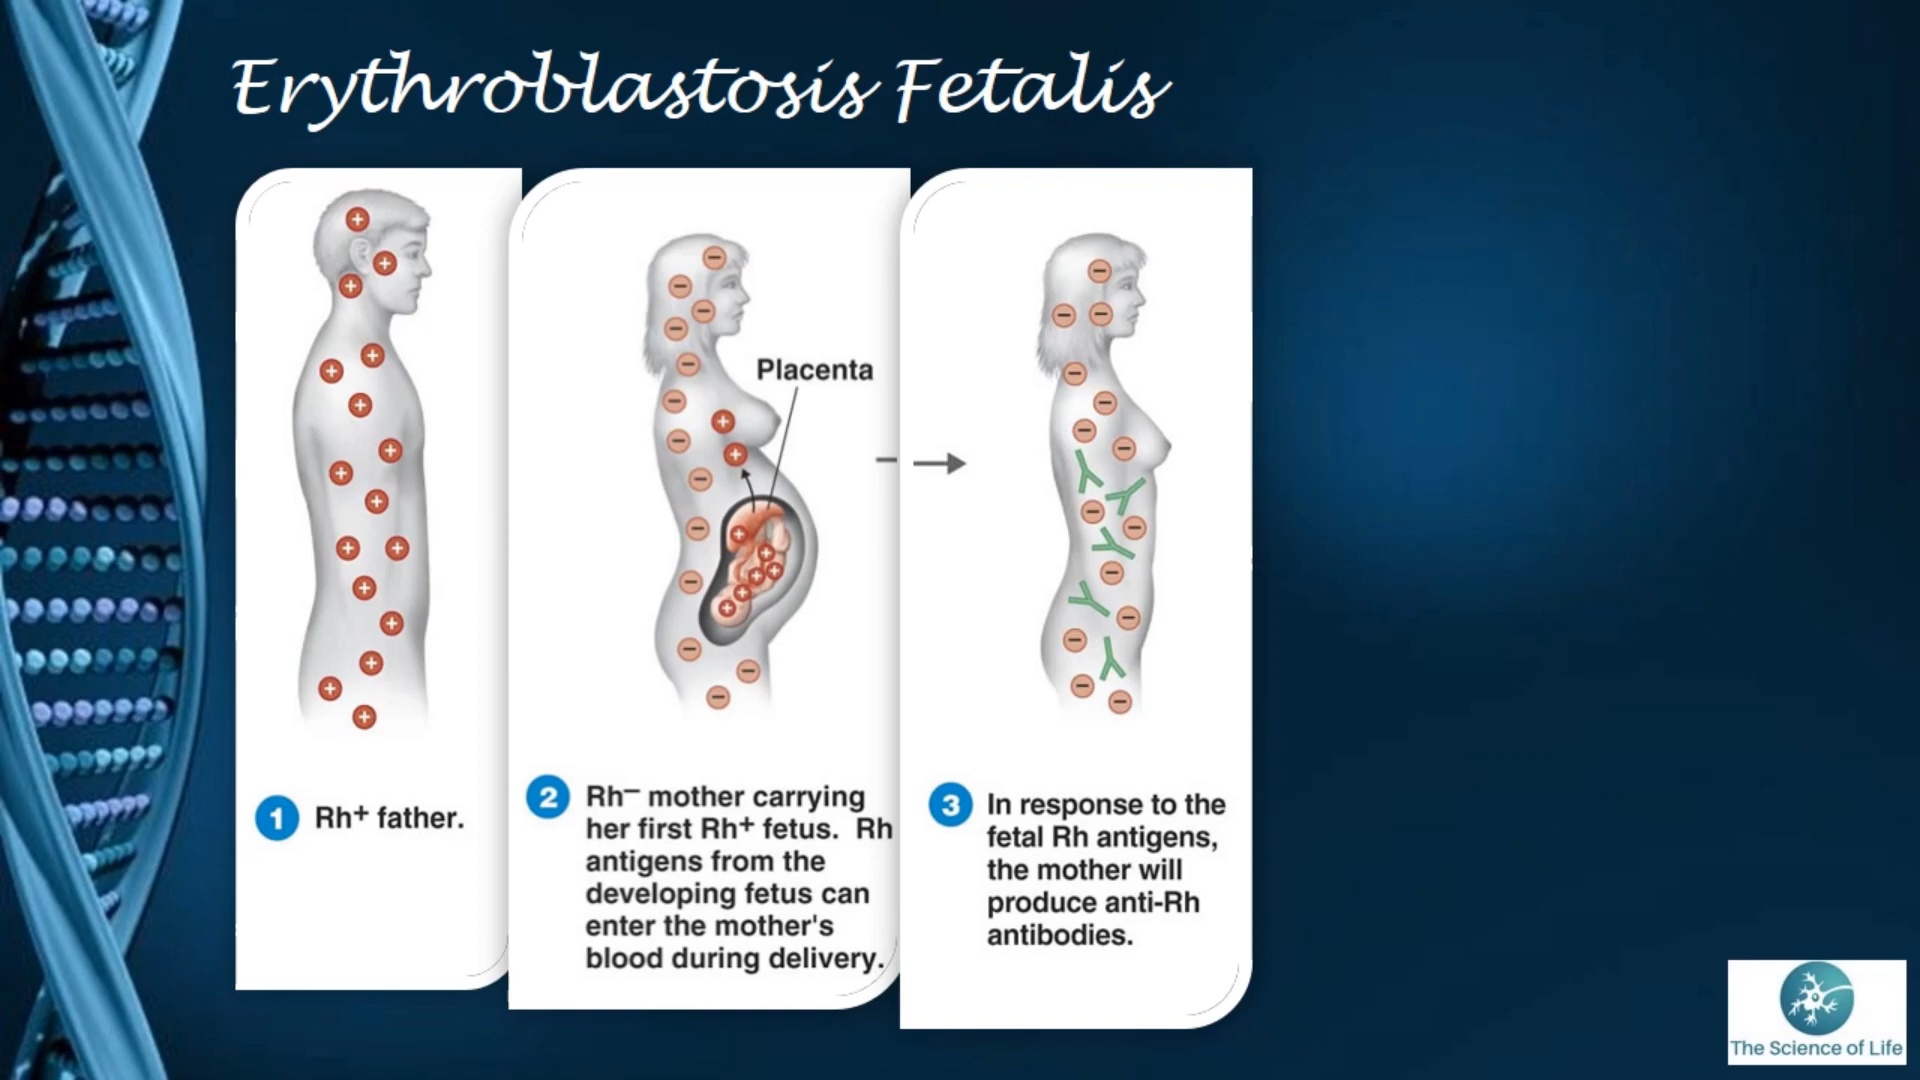 Erythroblastosis Fetalis
Placenta
1 Rh+ father.
2 Rh– mother carrying
her first Rh+ fetus. Rh
antigens from the
developing fetus can
enter the mother's
blood during delivery.
3 In response to the
fetal Rh antigens,
the mother will
produce anti-Rh
antibodies.
The Science of Life